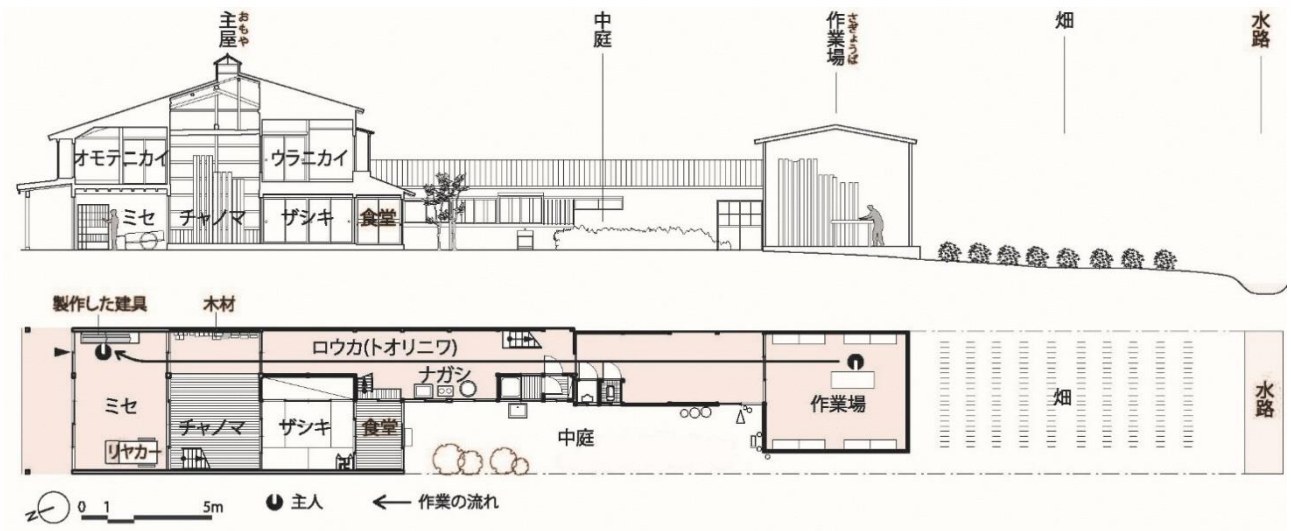 主屋
おもや
中庭
作業場
さぎょうば
畑
水路
オモテニカイ
ウラニカイ
ミセ
チャノマ
ザシキ
食堂
製作した建具
木材
ロウカ(トオリニワ)
ナガシ
ミセ
チャノマ
ザシキ
食堂
中庭
作業場
畑
水路
リヤカー
N
0 1 5m
主人
作業の流れ